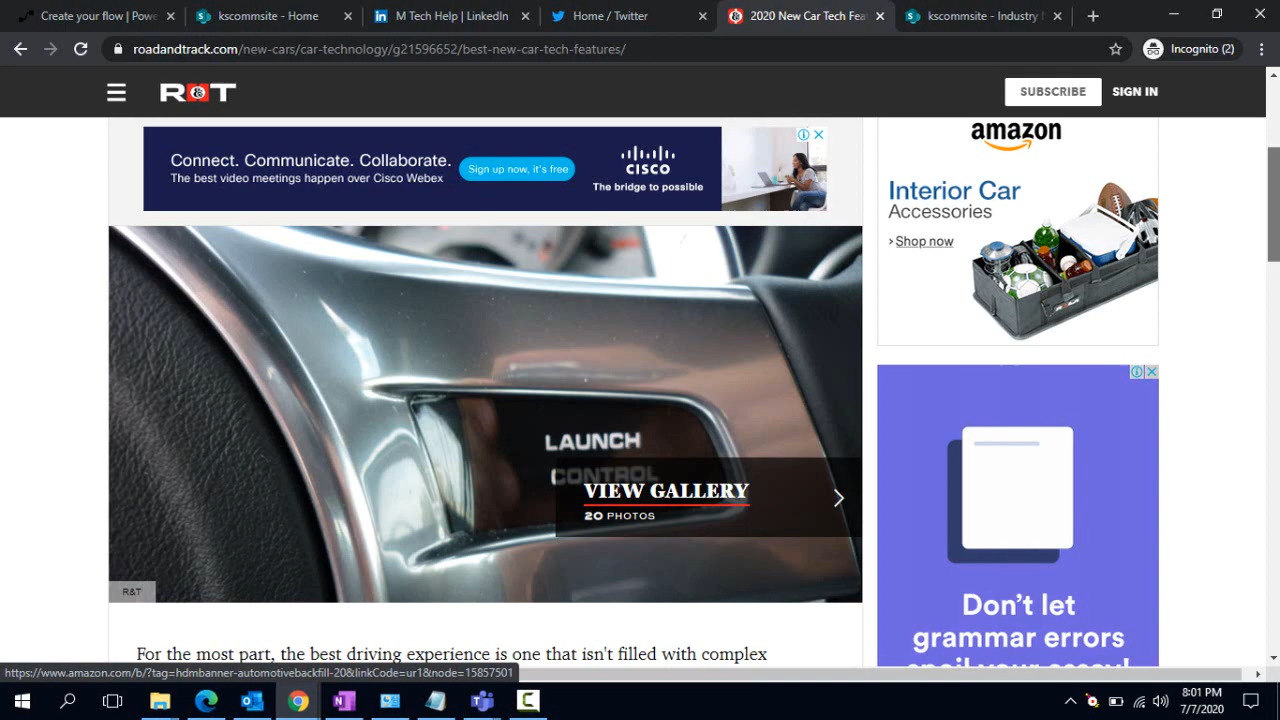 Create your flow | Powe
kscommsite - Home
M Tech Help | LinkedIn
Home / Twitter
2020 New Car Tech Fea
kscommsite - Industry N
roadandtrack.com/new-cars/car-technology/g21596652/best-new-car-tech-features/
Incognito (2)
R&T
SUBSCRIBE
SIGN IN
Connect. Communicate. Collaborate.
The best video meetings happen over Cisco Webex
Sign up now, it's free
CISCO
The bridge to possible
amazon
Interior Car
Accessories
› Shop now
LAUNCH
CONTROL
VIEW GALLERY
20 PHOTOS
R&T
Don't let
grammar errors
spoil your essay!
For the most part, the best driving experience is one that isn't filled with complex
https://www.amazon.com/b/?tag=hdmbanner-automotivebackfill-20&linkCode=ur1&node=15857501
8:01 PM
7/7/2020